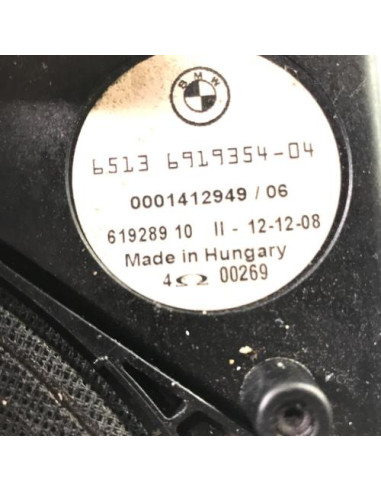 BMW
6513 6919354-04
0001412949 / 06
619289 10 II - 12-12-08
Made in Hungary
4Ω 00269